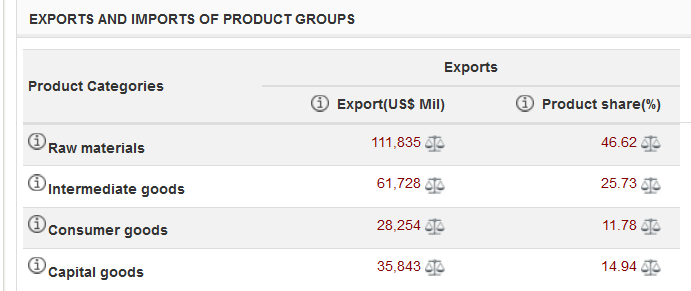 EXPORTS AND IMPORTS OF PRODUCT GROUPS
Exports
Product Categories
Export(US$ Mil) Product share(%)
Raw materials 111,835 46.62
Intermediate goods 61,728 25.73
Consumer goods 28,254 11.78
Capital goods 35,843 14.94